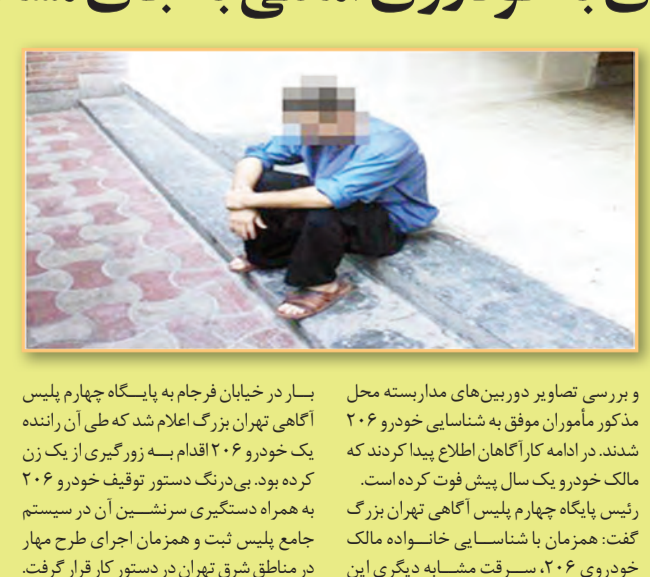 و بررسی تصاویر دوربین‌های مداربسته محل
مذکور مأموران موفق به شناسایی خودرو ۲۰۶
شدند. در ادامه کارآگاهان اطلاع پیدا کردند که
مالک خودرو یک سال پیش فوت کرده است.
رئیس پایگاه چهارم پلیس آگاهی تهران بزرگ
گفت: همزمان با شناسایی خانواده مالک
خودروی ۲۰۶، سرقت مشابه دیگری این
بار در خیابان فرجام به پایگاه چهارم پلیس
آگاهی تهران بزرگ اعلام شد که طی آن راننده
یک خودرو ۲۰۶ اقدام به زورگیری از یک زن
کرده بود. بی‌درنگ دستور توقیف خودرو ۲۰۶
به همراه دستگیری سرنشین آن در سیستم
جامع پلیس ثبت و همزمان اجرای طرح مهار
در مناطق شرق تهران در دستور کار قرار گرفت.